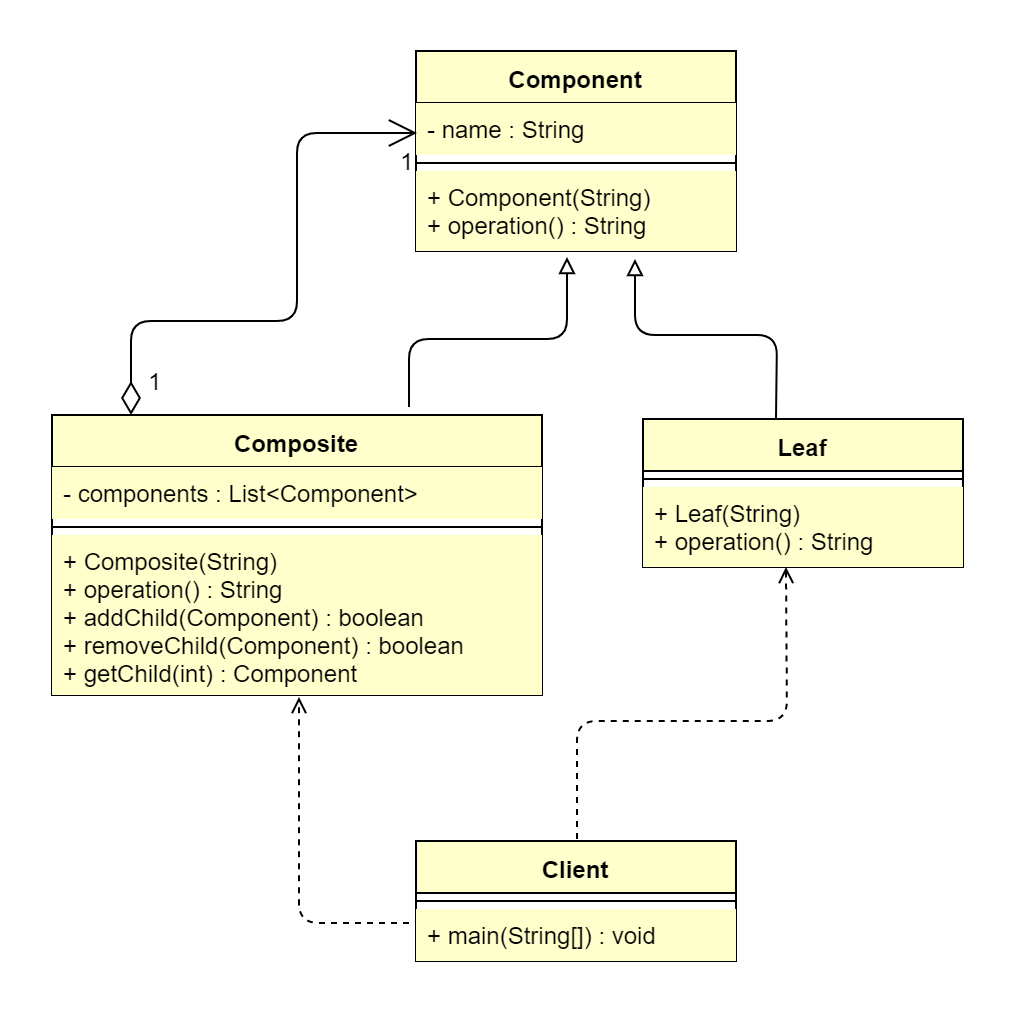 Component
- name : String
1
+ Component(String)
+ operation() : String
1
Composite
- components : List<Component>
+ Composite(String)
+ operation() : String
+ addChild(Component) : boolean
+ removeChild(Component) : boolean
+ getChild(int) : Component
Leaf
+ Leaf(String)
+ operation() : String
Client
+ main(String[]) : void